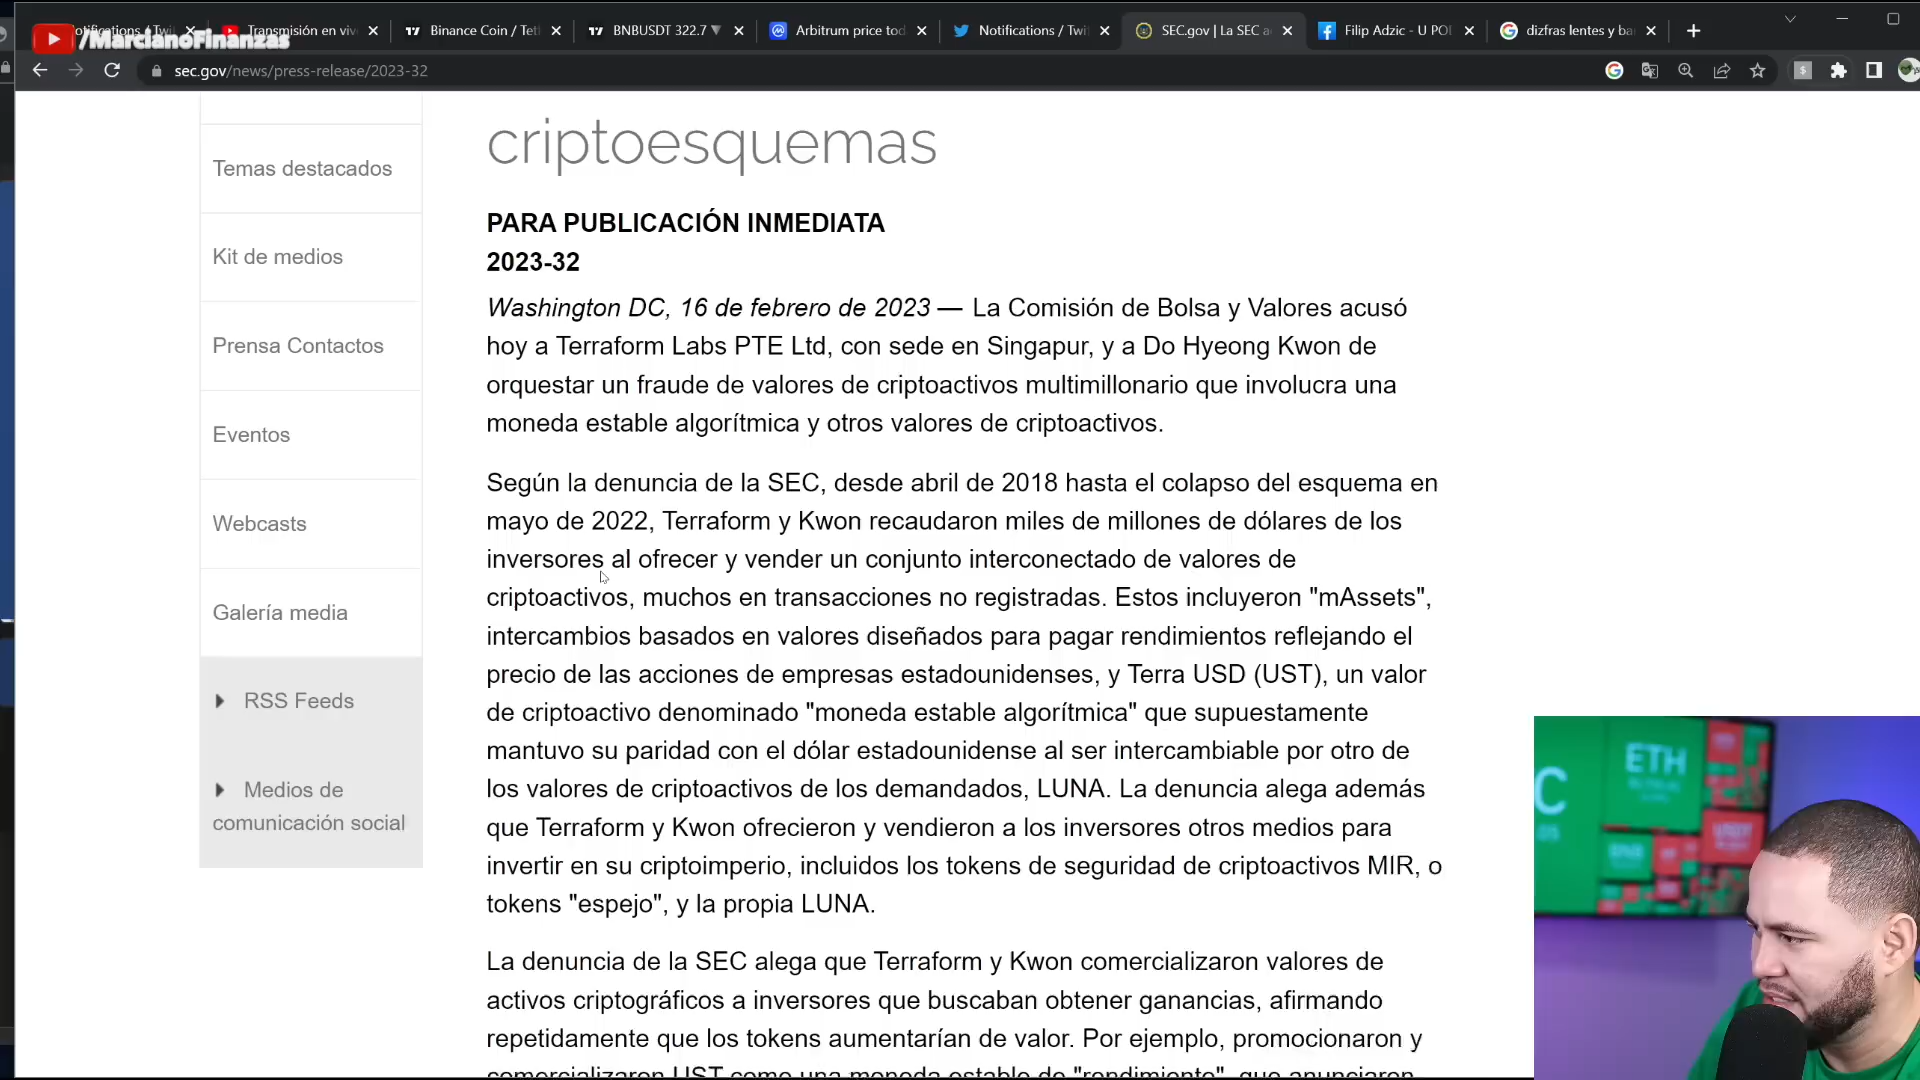 Notifications / Twi
Transmisión en viv
Binance Coin / Tet
BNBUSDT 322.7 ▼
Arbitrum price tod
Notifications / Twi
SEC.gov | La SEC a
Filip Adzic - U POI
dizfras lentes y ba
/MarcianoFinanzas
sec.gov/news/press-release/2023-32
Temas destacados
Kit de medios
Prensa Contactos
Eventos
Webcasts
Galería media
RSS Feeds
Medios de
comunicación social
criptoesquemas
PARA PUBLICACIÓN INMEDIATA
2023-32
Washington DC, 16 de febrero de 2023 — La Comisión de Bolsa y Valores acusó
hoy a Terraform Labs PTE Ltd, con sede en Singapur, y a Do Hyeong Kwon de
orquestar un fraude de valores de criptoactivos multimillonario que involucra una
moneda estable algorítmica y otros valores de criptoactivos.
Según la denuncia de la SEC, desde abril de 2018 hasta el colapso del esquema en
mayo de 2022, Terraform y Kwon recaudaron miles de millones de dólares de los
inversores al ofrecer y vender un conjunto interconectado de valores de
criptoactivos, muchos en transacciones no registradas. Estos incluyeron "mAssets",
intercambios basados en valores diseñados para pagar rendimientos reflejando el
precio de las acciones de empresas estadounidenses, y Terra USD (UST), un valor
de criptoactivo denominado "moneda estable algorítmica" que supuestamente
mantuvo su paridad con el dólar estadounidense al ser intercambiable por otro de
los valores de criptoactivos de los demandados, LUNA. La denuncia alega además
que Terraform y Kwon ofrecieron y vendieron a los inversores otros medios para
invertir en su criptoimperio, incluidos los tokens de seguridad de criptoactivos MIR, o
tokens "espejo", y la propia LUNA.
La denuncia de la SEC alega que Terraform y Kwon comercializaron valores de
activos criptográficos a inversores que buscaban obtener ganancias, afirmando
repetidamente que los tokens aumentarían de valor. Por ejemplo, promocionaron y
comercializaron UST como una moneda estable de "rendimiento", que anunciaron
ETH
C
USDT
BNB